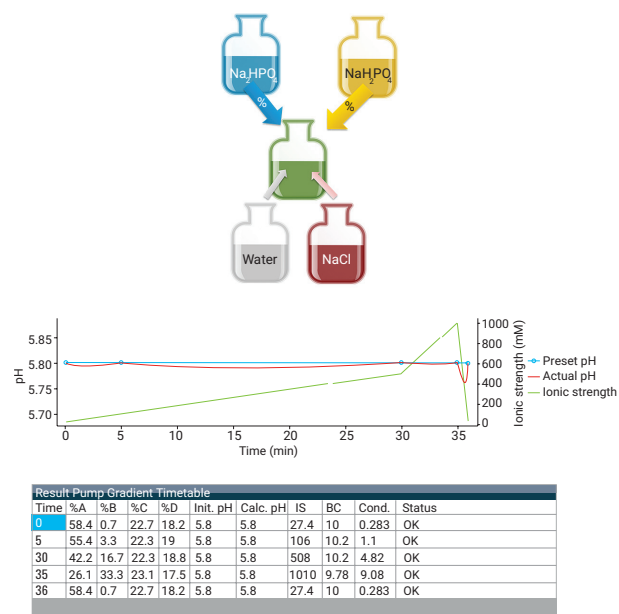 Na2HPO4
NaH2PO4
%
%
Water
NaCl
5.85
5.80
5.75
5.70
pH
0
5
10
15
20
25
30
35
Time (min)
1000
800
600
400
200
0
Ionic strength (mM)
Preset pH
Actual pH
Ionic strength
Result Pump Gradient Timetable
Time %A %B %C %D Init. pH Calc. pH IS BC Cond. Status
0 58.4 0.7 22.7 18.2 5.8 5.8 27.4 10 0.283 OK
5 55.4 3.3 22.3 19 5.8 5.8 106 10.2 1.1 OK
30 42.2 16.7 22.3 18.8 5.8 5.8 508 10.2 4.82 OK
35 26.1 33.3 23.1 17.5 5.8 5.8 1010 9.78 9.08 OK
36 58.4 0.7 22.7 18.2 5.8 5.8 27.4 10 0.283 OK